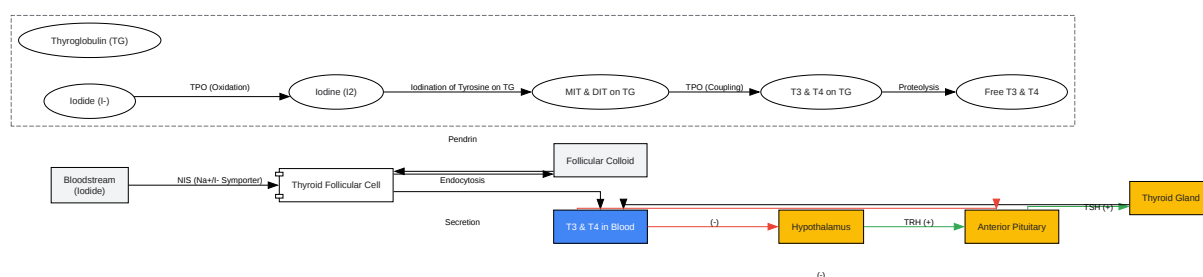 Thyroglobulin (TG)
Iodide (I-)
TPO (Oxidation)
Iodine (I2)
Iodination of Tyrosine on TG
MIT & DIT on TG
TPO (Coupling)
T3 & T4 on TG
Proteolysis
Free T3 & T4
Pendrin
Bloodstream
(Iodide)
NIS (Na+/I- Symporter)
Thyroid Follicular Cell
Endocytosis
Follicular Colloid
Secretion
T3 & T4 in Blood
(-)
Hypothalamus
TRH (+)
Anterior Pituitary
TSH (+)
Thyroid Gland
(-)